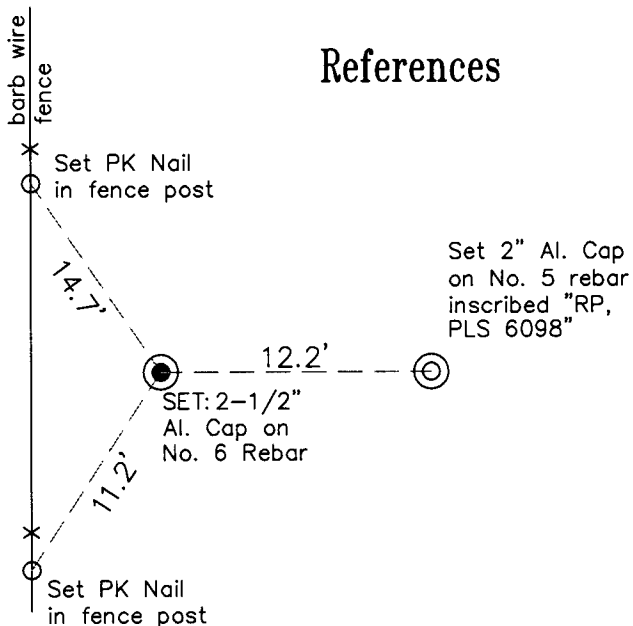 References
barb wire
fence
Set PK Nail
in fence post
14.7'
Set 2" Al. Cap
on No. 5 rebar
inscribed "RP,
PLS 6098"
12.2'
SET: 2-1/2"
Al. Cap on
No. 6 Rebar
11.2'
Set PK Nail
in fence post